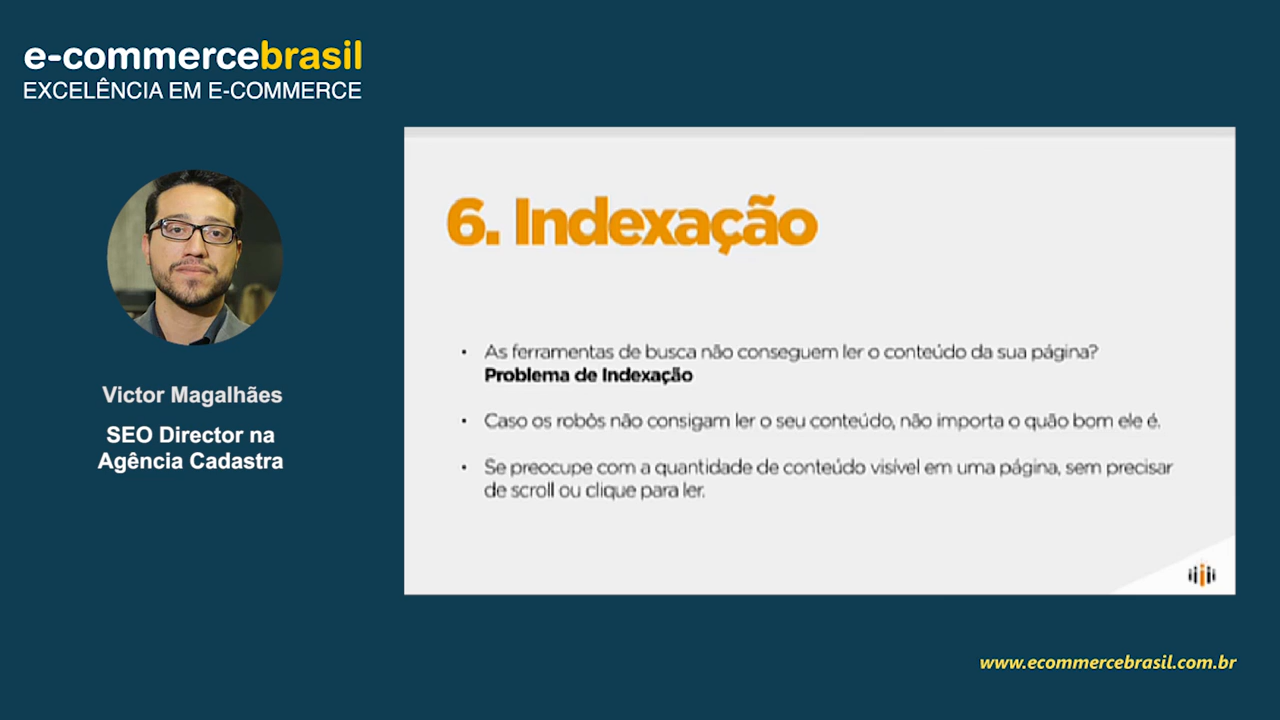 e-commercebrasil
EXCELÊNCIA EM E-COMMERCE
Victor Magalhães
SEO Director na
Agência Cadastra
6. Indexação
• As ferramentas de busca não conseguem ler o conteúdo da sua página?
Problema de Indexação
• Caso os robôs não consigam ler o seu conteúdo, não importa o quão bom ele é.
• Se preocupe com a quantidade de conteúdo visível em uma página, sem precisar
de scroll ou clique para ler.
www.ecommercebrasil.com.br